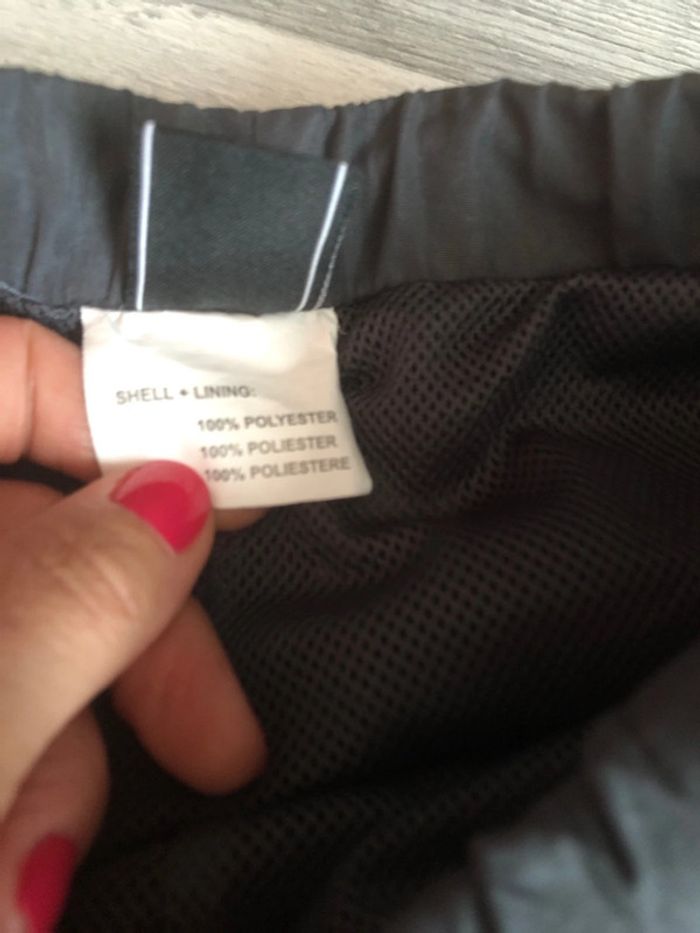 SHELL + LINING:
100% POLYESTER
100% POLIESTER
100% POLIESTERE